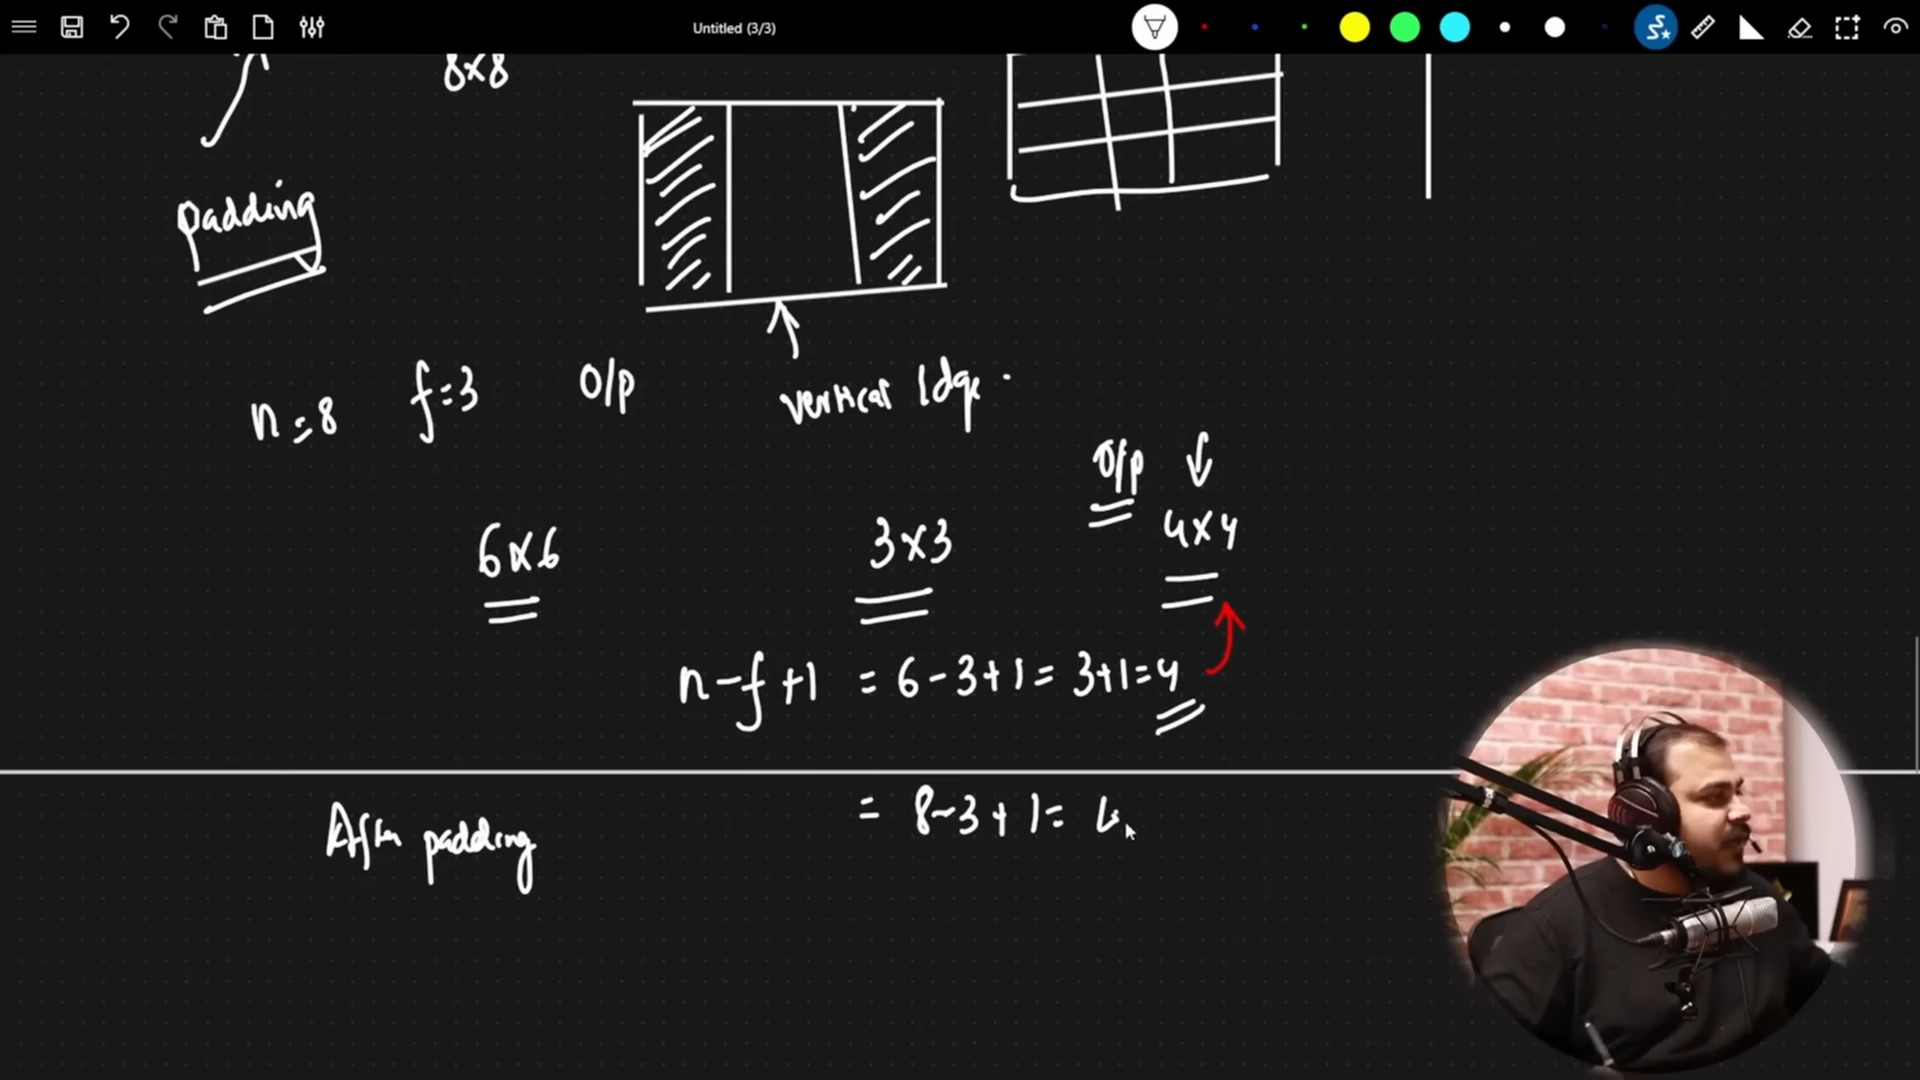 Untitled (3/3)
8x8
Padding
n=8 f=3 O/p
vertical Edge.
O/p
6x6 3x3 4x4
n-f+1 = 6-3+1 = 3+1=4
After padding = 8-3+1=